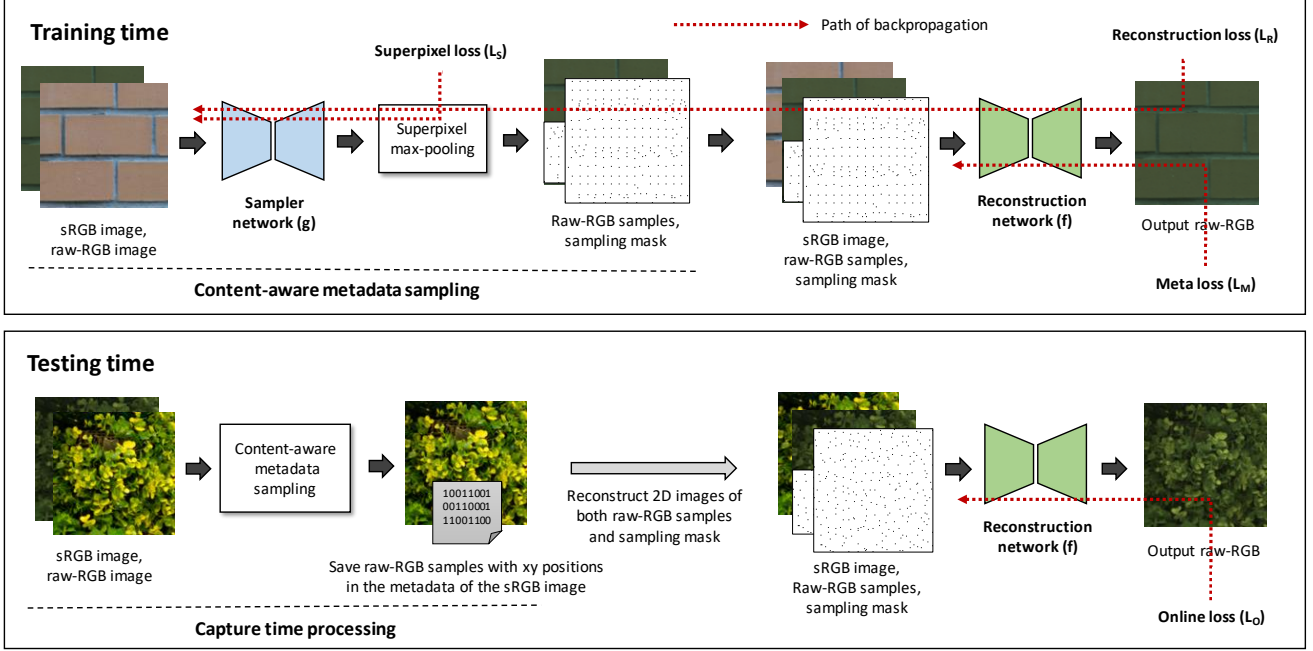 Training time
Path of backpropagation
Superpixel loss (LS)
Reconstruction loss (LR)
Superpixel
max-pooling
Sampler
network (g)
Reconstruction
network (f)
sRGB image,
raw-RGB image
Raw-RGB samples,
sampling mask
sRGB image,
raw-RGB samples,
sampling mask
Output raw-RGB
Content-aware metadata sampling
Meta loss (LM)
Testing time
Content-aware
metadata
sampling
10011001
00110001
11001100
Reconstruct 2D images of
both raw-RGB samples
and sampling mask
Reconstruction
network (f)
sRGB image,
raw-RGB image
Save raw-RGB samples with xy positions
in the metadata of the sRGB image
sRGB image,
Raw-RGB samples,
sampling mask
Output raw-RGB
Capture time processing
Online loss (LO)